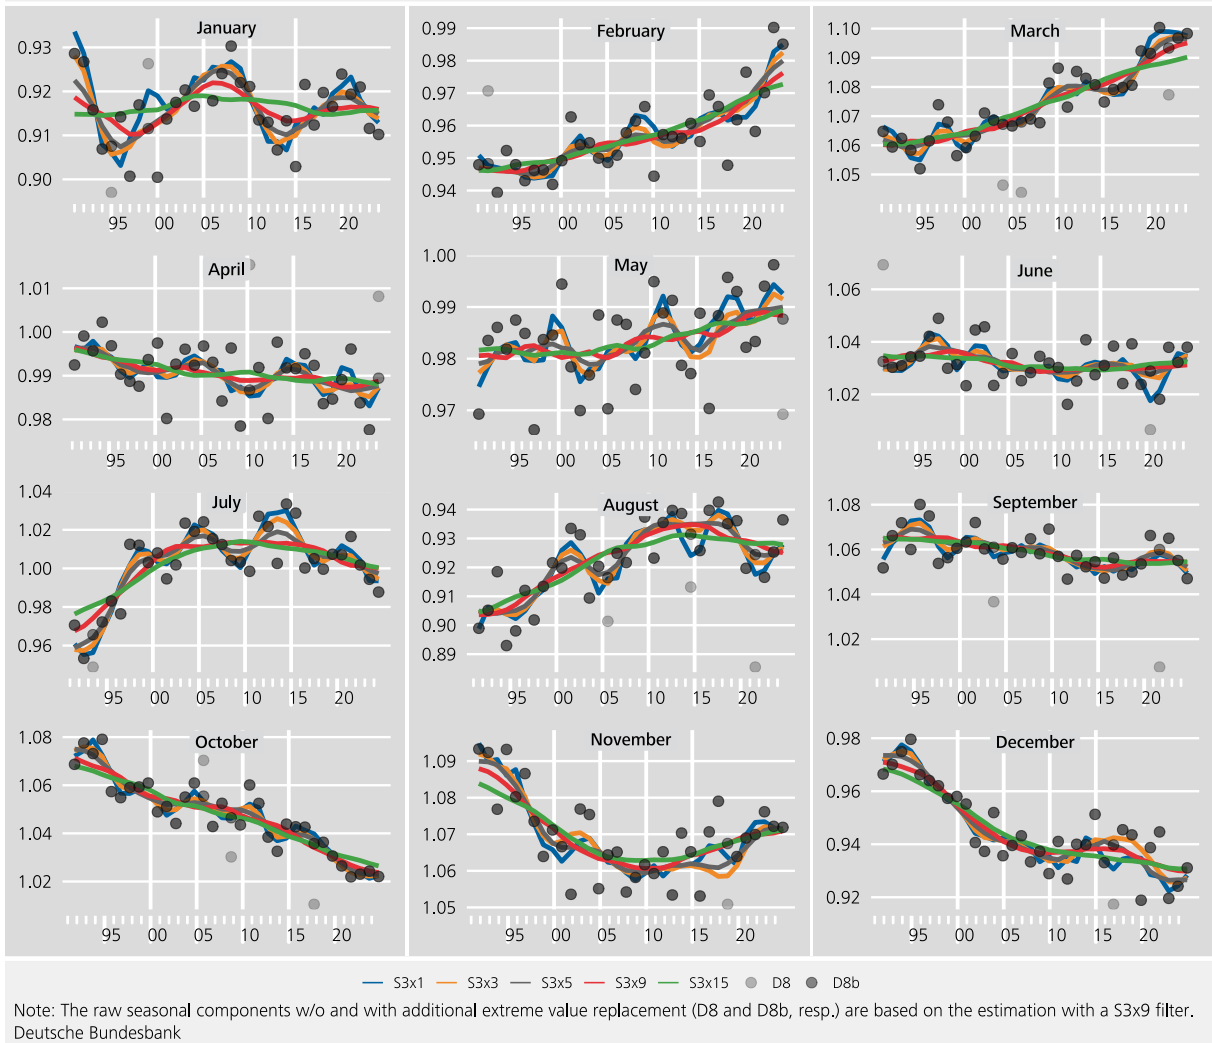 January
0.93
0.92
0.91
0.90
95 00 05 10 15 20
February
0.99
0.98
0.97
0.96
0.95
0.94
95 00 05 10 15 20
March
1.10
1.09
1.08
1.07
1.06
1.05
95 00 05 10 15 20
April
1.01
1.00
0.99
0.98
95 00 05 10 15 20
May
1.00
0.99
0.98
0.97
95 00 05 10 15 20
June
1.06
1.04
1.02
95 00 05 10 15 20
July
1.04
1.02
1.00
0.98
0.96
95 00 05 10 15 20
August
0.94
0.93
0.92
0.91
0.90
0.89
95 00 05 10 15 20
September
1.08
1.06
1.04
1.02
95 00 05 10 15 20
October
1.08
1.06
1.04
1.02
95 00 05 10 15 20
November
1.09
1.08
1.07
1.06
1.05
95 00 05 10 15 20
December
0.98
0.96
0.94
0.92
95 00 05 10 15 20
S3x1 S3x3 S3x5 S3x9 S3x15 D8 D8b
Note: The raw seasonal components w/o and with additional extreme value replacement (D8 and D8b, resp.) are based on the estimation with a S3x9 filter.
Deutsche Bundesbank